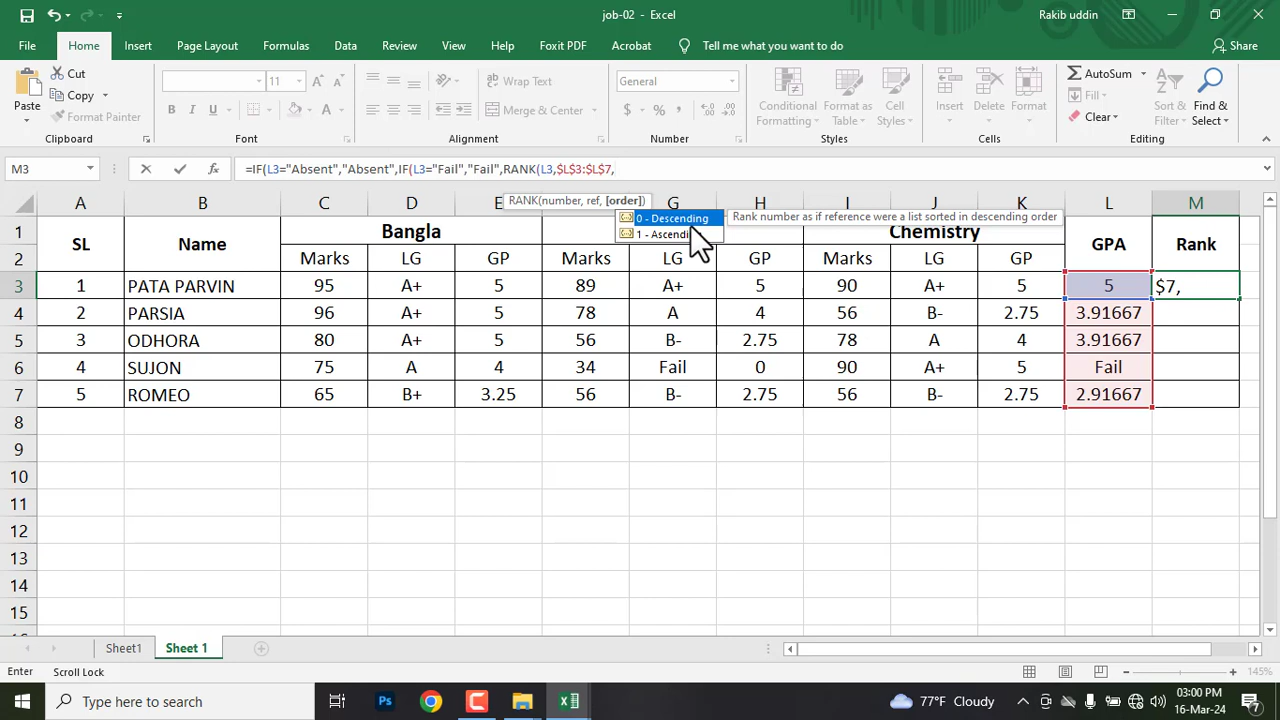 job-02 - Excel
Rakib uddin
File Home Insert Page Layout Formulas Data Review View Help Foxit PDF Acrobat Tell me what you want to do Share
Paste
Cut
Copy
Format Painter
Clipboard
11
B I U
Font
Wrap Text
Merge & Center
Alignment
General
Number
Conditional Formatting
Format as Table
Cell Styles
Styles
Insert
Delete
Format
Cells
AutoSum
Fill
Clear
Sort & Filter
Find & Select
Editing
M3
=IF(L3="Absent","Absent",IF(L3="Fail","Fail",RANK(L3,$L$3:$L$7,
RANK(number, ref, [order])
0 - Descending
1 - Ascendi
Rank number as if reference were a list sorted in descending order
A B C D E G H I J K L M
1 SL Name Bangla Chemistry GPA Rank
2 Marks LG GP Marks LG GP Marks LG GP
3 1 PATA PARVIN 95 A+ 5 89 A+ 5 90 A+ 5 5 $7,
4 2 PARSIA 96 A+ 5 78 A 4 56 B- 2.75 3.91667
5 3 ODHORA 80 A+ 5 56 B- 2.75 78 A 4 3.91667
6 4 SUJON 75 A 4 34 Fail 0 90 A+ 5 Fail
7 5 ROMEO 65 B+ 3.25 56 B- 2.75 56 B- 2.75 2.91667
8
9
10
11
12
13
14
15
Sheet1 Sheet 1
Enter Scroll Lock
145%
Type here to search
Ps
77°F Cloudy
03:00 PM
16-Mar-24
7